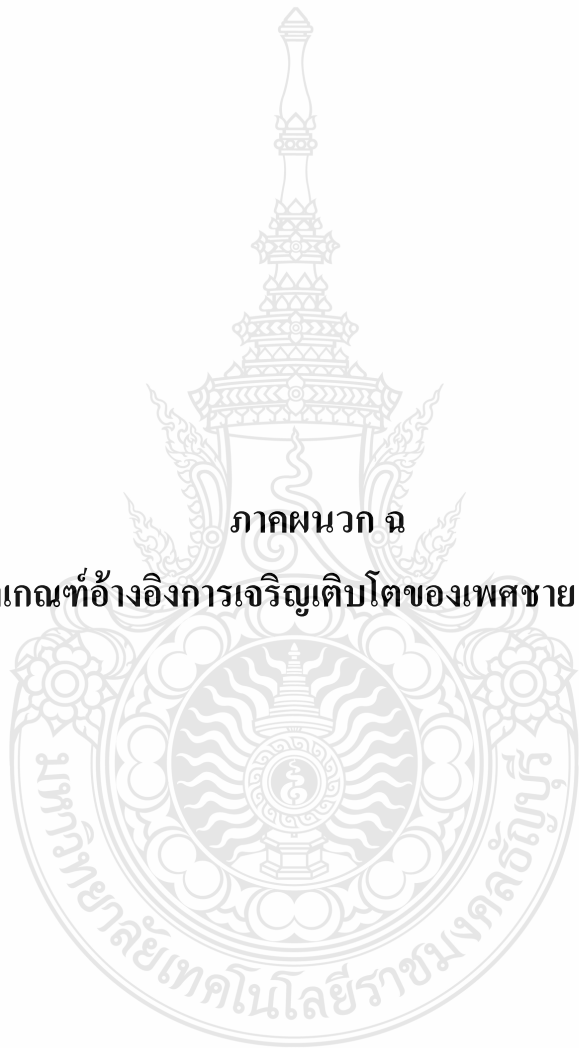 ภาคผนวก ฉ
เกณฑ์อ้างอิงการเจริญเติบโตของเพศชาย
มหาวิทยาลัยเทคโนโลยีราชมงคลธัญบุรี